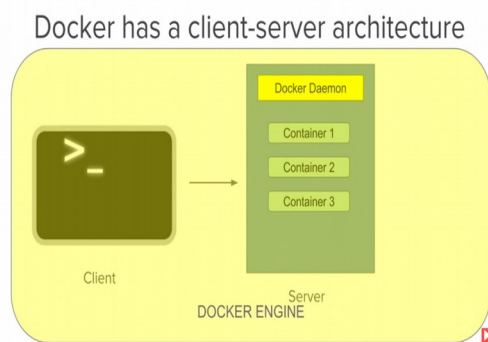 Docker has a client-server architecture
>_
Docker Daemon
Container 1
Container 2
Container 3
Client
Server
DOCKER ENGINE